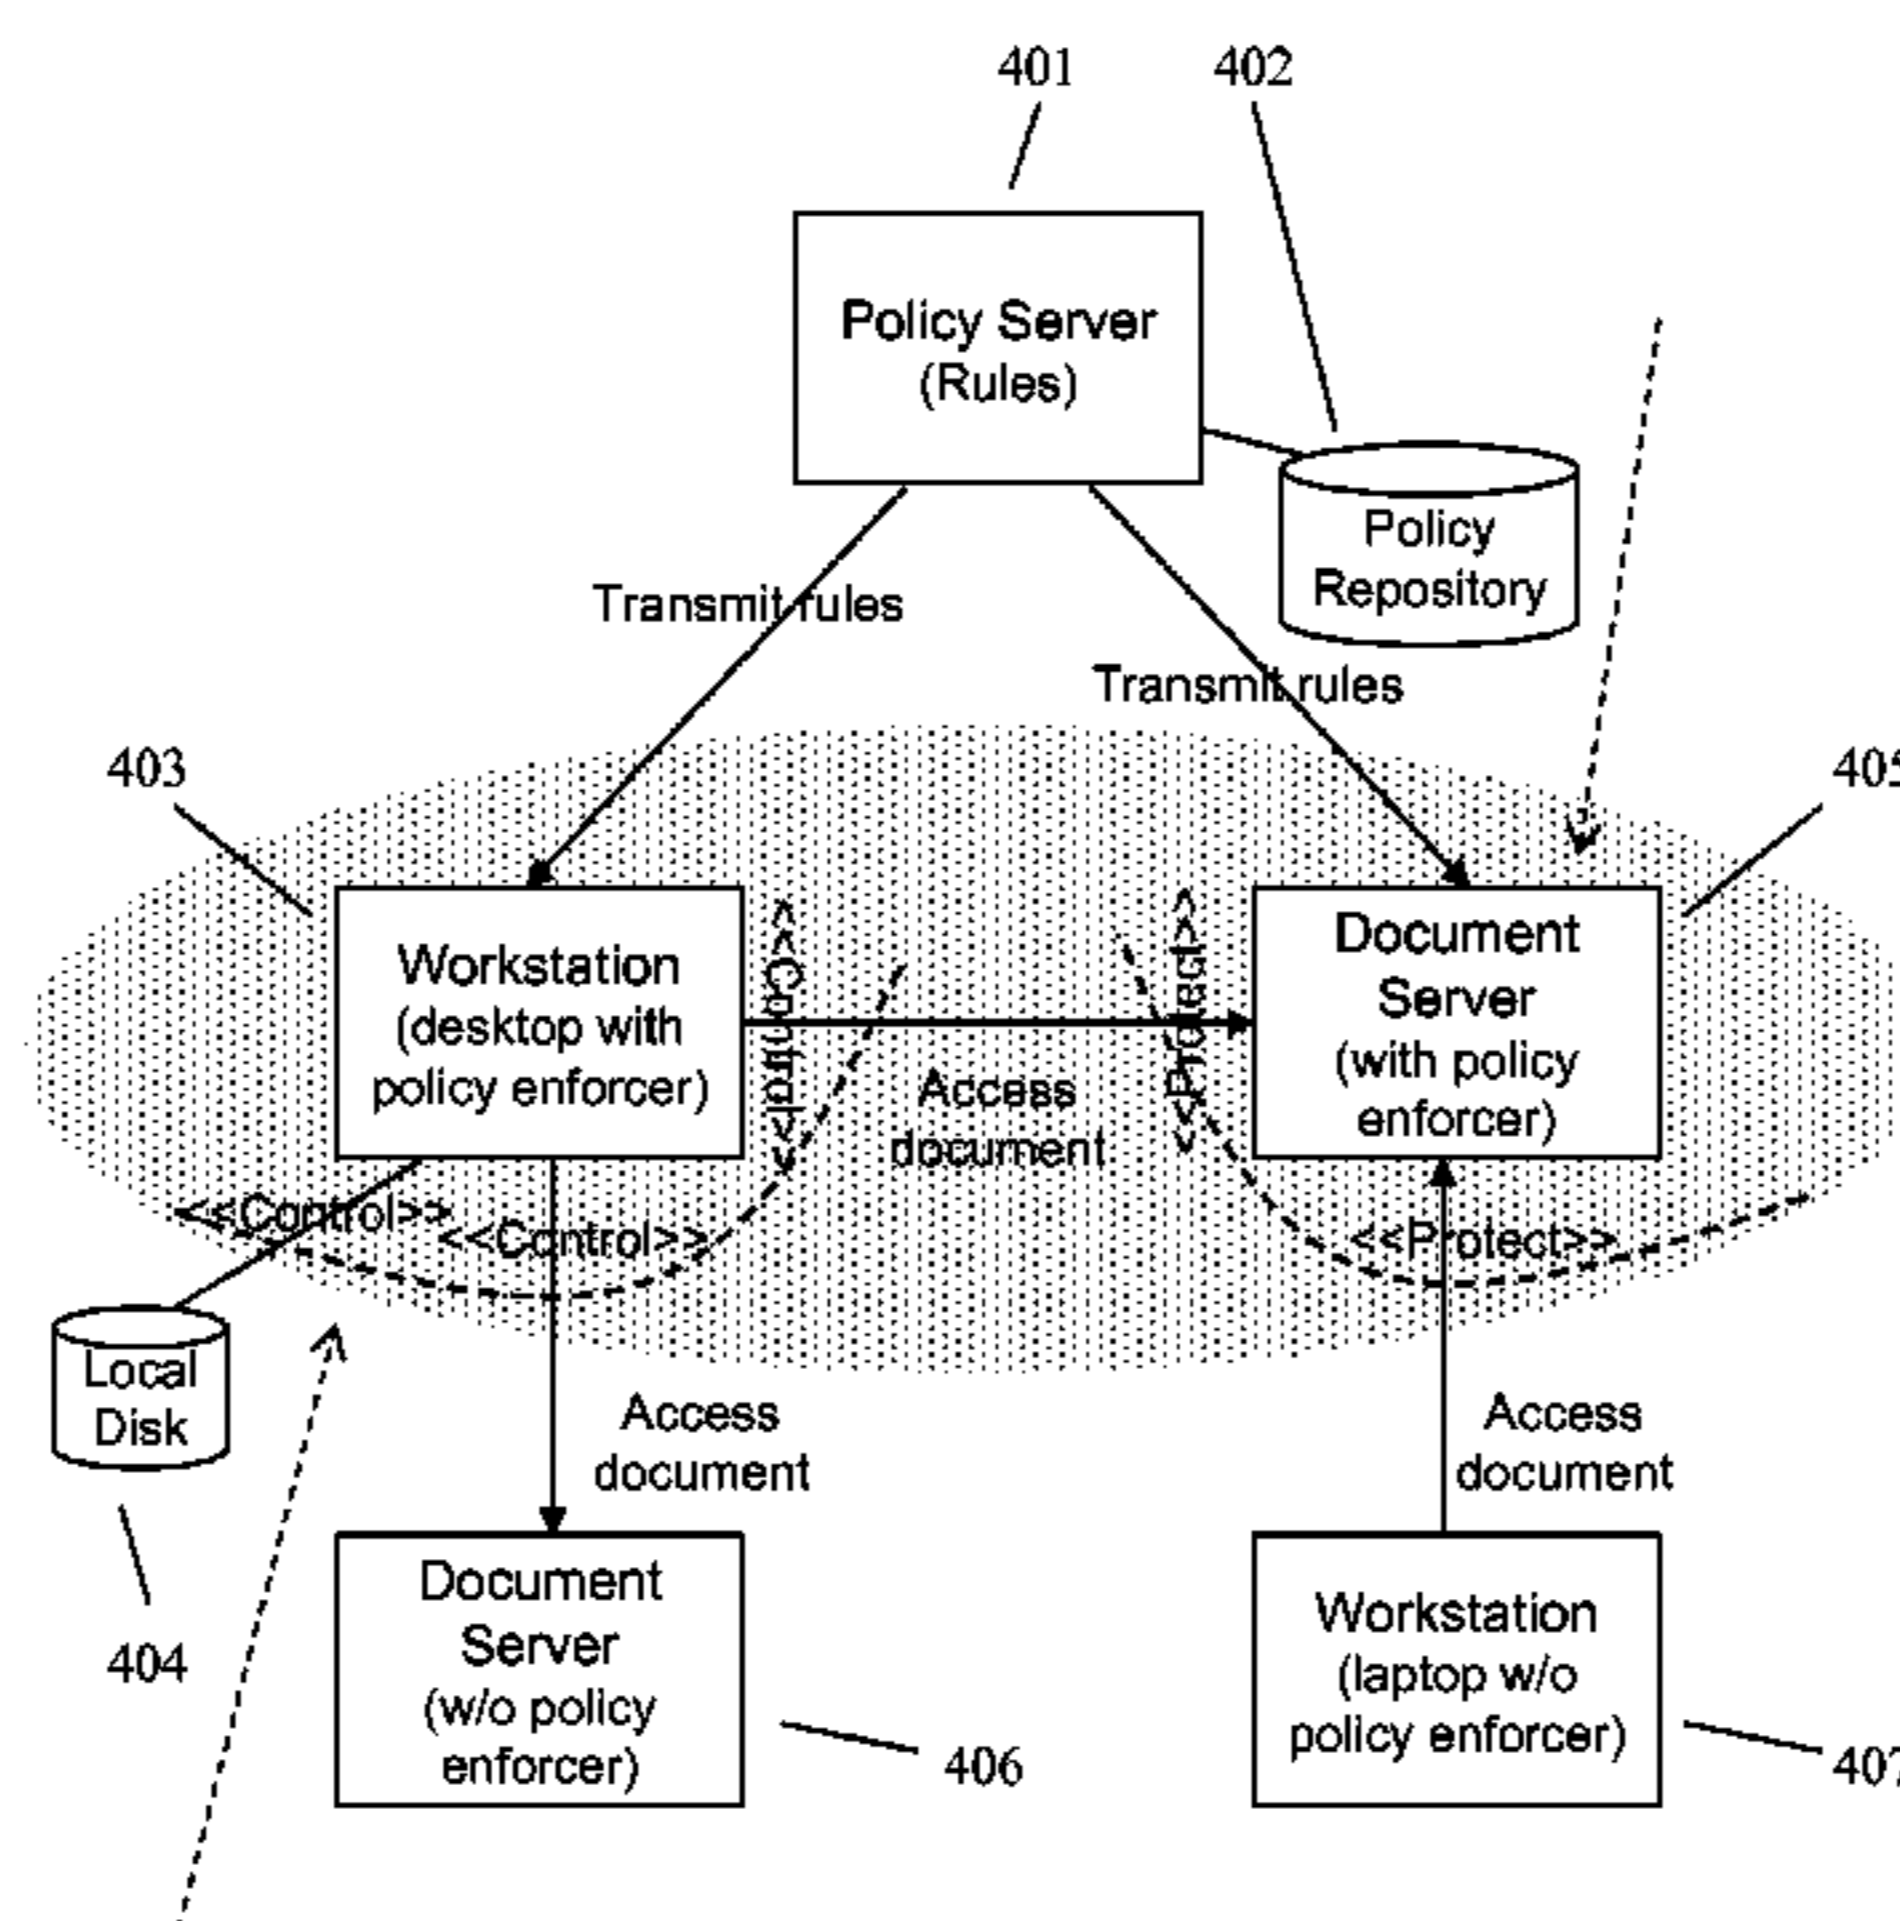 401
402
Policy Server
(Rules)
Policy
Repository
Transmit rules
Transmit rules
403
405
Workstation
(desktop with
policy enforcer)
<<Control>>
<<Protect>>
Document
Server
(with policy
enforcer)
Access
document
<<Control>>
<<Control>>
<<Protect>>
Local
Disk
Access
document
Access
document
404
Document
Server
(w/o policy
enforcer)
406
Workstation
(laptop w/o
policy enforcer)
407